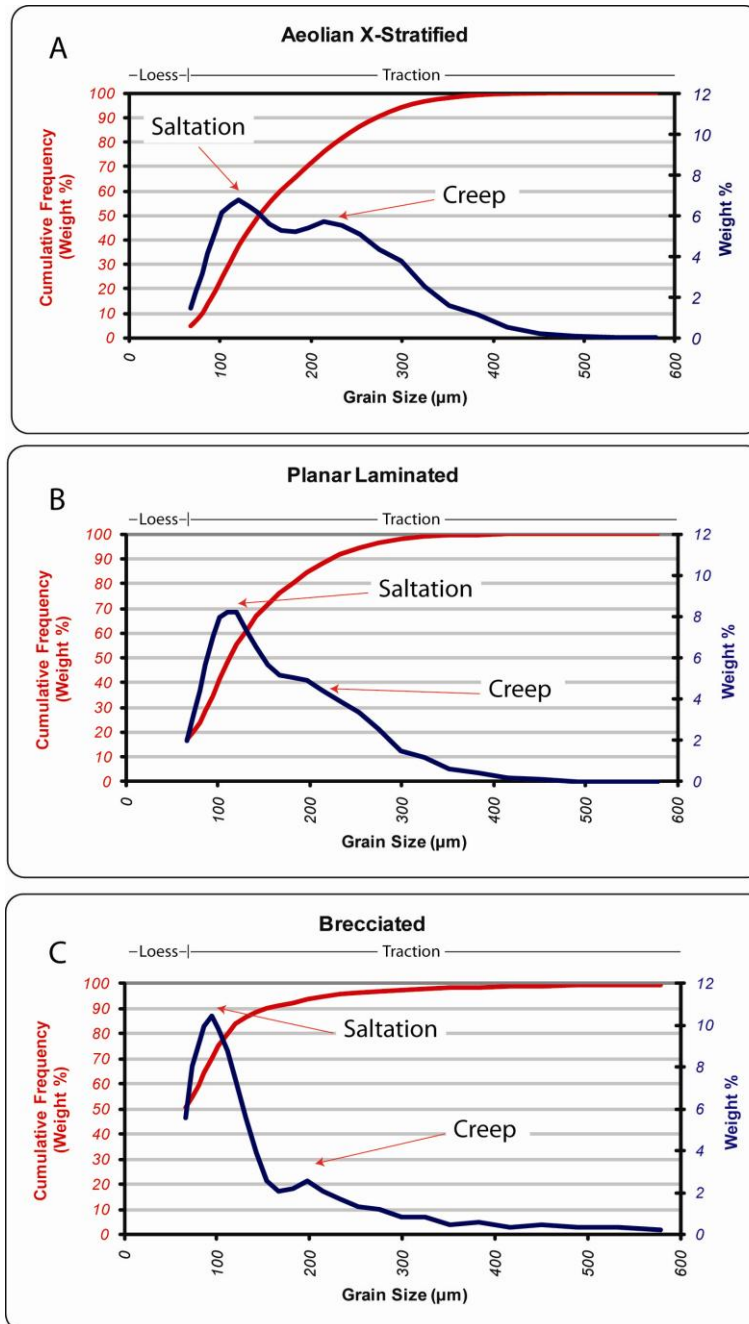 A
Aeolian X-Stratified
Loess
Traction
100
90
80
70
60
50
40
30
20
10
0
Cumulative Frequency
(Weight %)
Saltation
Creep
12
10
8
6
4
2
0
Weight %
0
100
200
300
400
500
600
Grain Size (µm)
B
Planar Laminated
Loess
Traction
100
90
80
70
60
50
40
30
20
10
0
Cumulative Frequency
(Weight %)
Saltation
Creep
12
10
8
6
4
2
0
Weight %
0
100
200
300
400
500
600
Grain Size (µm)
C
Brecciated
Loess
Traction
100
90
80
70
60
50
40
30
20
10
0
Cumulative Frequency
(Weight %)
Saltation
Creep
12
10
8
6
4
2
0
Weight %
0
100
200
300
400
500
600
Grain Size (µm)